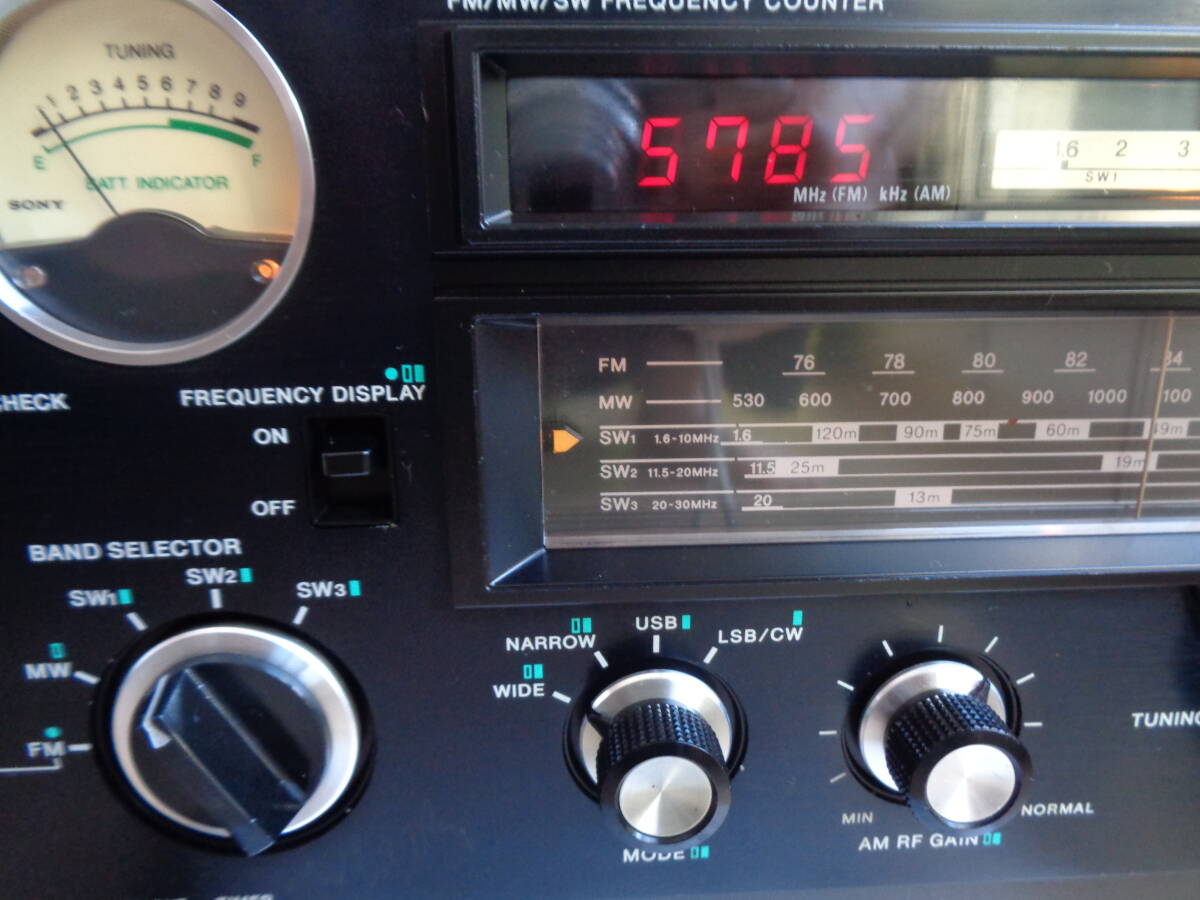 FM/MW/SW FREQUENCY COUNTER
TUNING
1 2 3 4 5 6 7 8 9
E F
BATT INDICATOR
SONY
5785
MHz (FM) kHz (AM)
1.6 2 3
SW1
CHECK
FREQUENCY DISPLAY
ON
OFF
FM 76 78 80 82 84
MW 530 600 700 800 900 1000 1100
SW1 1.6-10MHz 1.6 120m 90m 75m 60m 49m
SW2 11.5-20MHz 11.5 25m 19m
SW3 20-30MHz 20 13m
BAND SELECTOR
SW1 SW2 SW3
MW
FM
NARROW USB LSB/CW
WIDE
MODE
MIN NORMAL
AM RF GAIN
TUNING